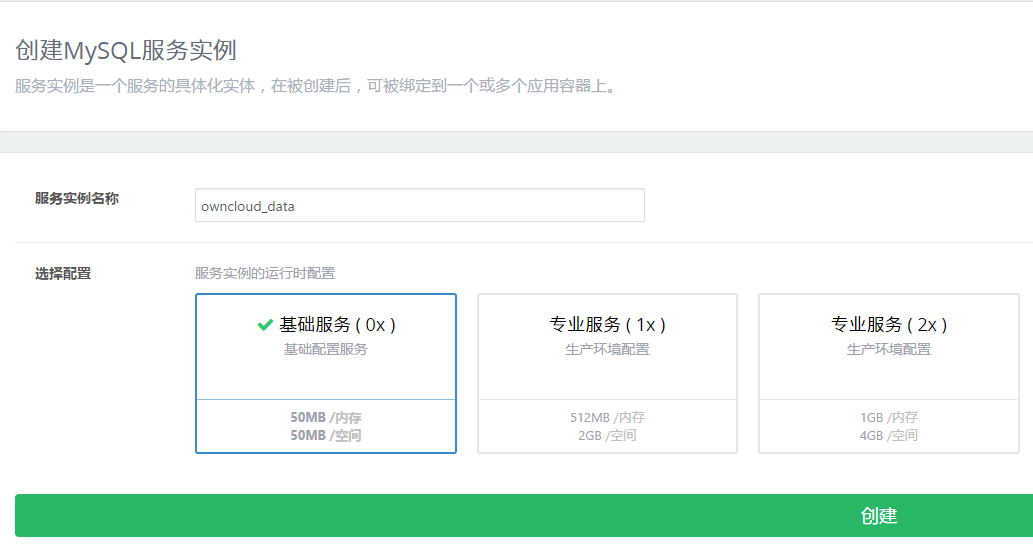 创建MySQL服务实例
服务实例是一个服务的具体化实体，在被创建后，可被绑定到一个或多个应用容器上。
服务实例名称
owncloud_data
选择配置
服务实例的运行时配置
基础服务 ( 0x )
基础配置服务
50MB /内存
50MB /空间
专业服务 ( 1x )
生产环境配置
512MB /内存
2GB /空间
专业服务 ( 2x )
生产环境配置
1GB /内存
4GB /空间
创建